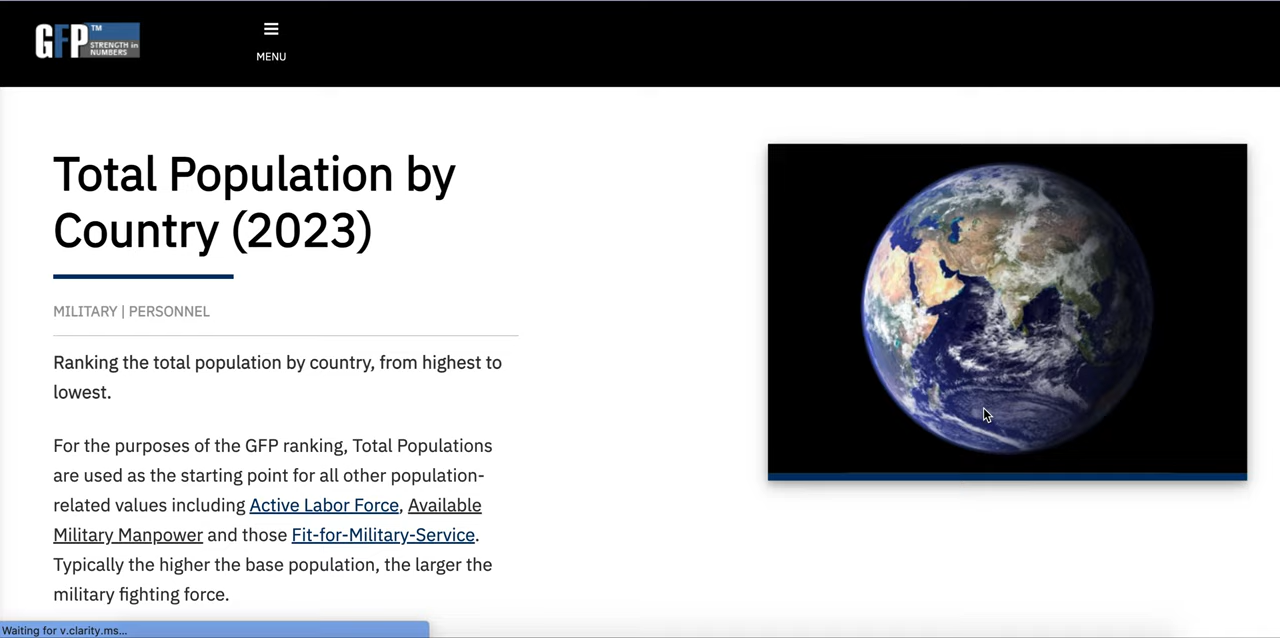 GFP™
STRENGTH in
NUMBERS
MENU
Total Population by
Country (2023)
MILITARY | PERSONNEL
Ranking the total population by country, from highest to
lowest.
For the purposes of the GFP ranking, Total Populations
are used as the starting point for all other population-
related values including Active Labor Force, Available
Military Manpower and those Fit-for-Military-Service.
Typically the higher the base population, the larger the
military fighting force.
Waiting for v.clarity.ms...